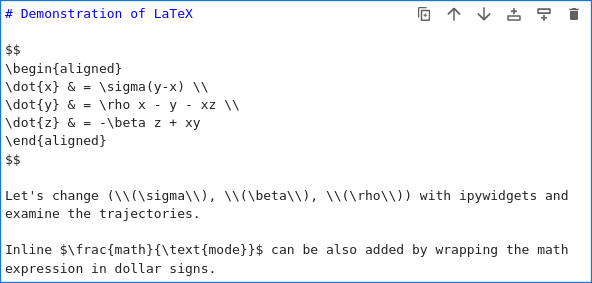 # Demonstration of LaTeX
$$
\begin{aligned}
\dot{x} & = \sigma(y-x) \\
\dot{y} & = \rho x - y - xz \\
\dot{z} & = -\beta z + xy
\end{aligned}
$$
Let's change (\\(\sigma\\), \\(\beta\\), \\(\rho\\)) with ipywidgets and
examine the trajectories.
Inline $\frac{math}{\text{mode}}$ can be also added by wrapping the math
expression in dollar signs.